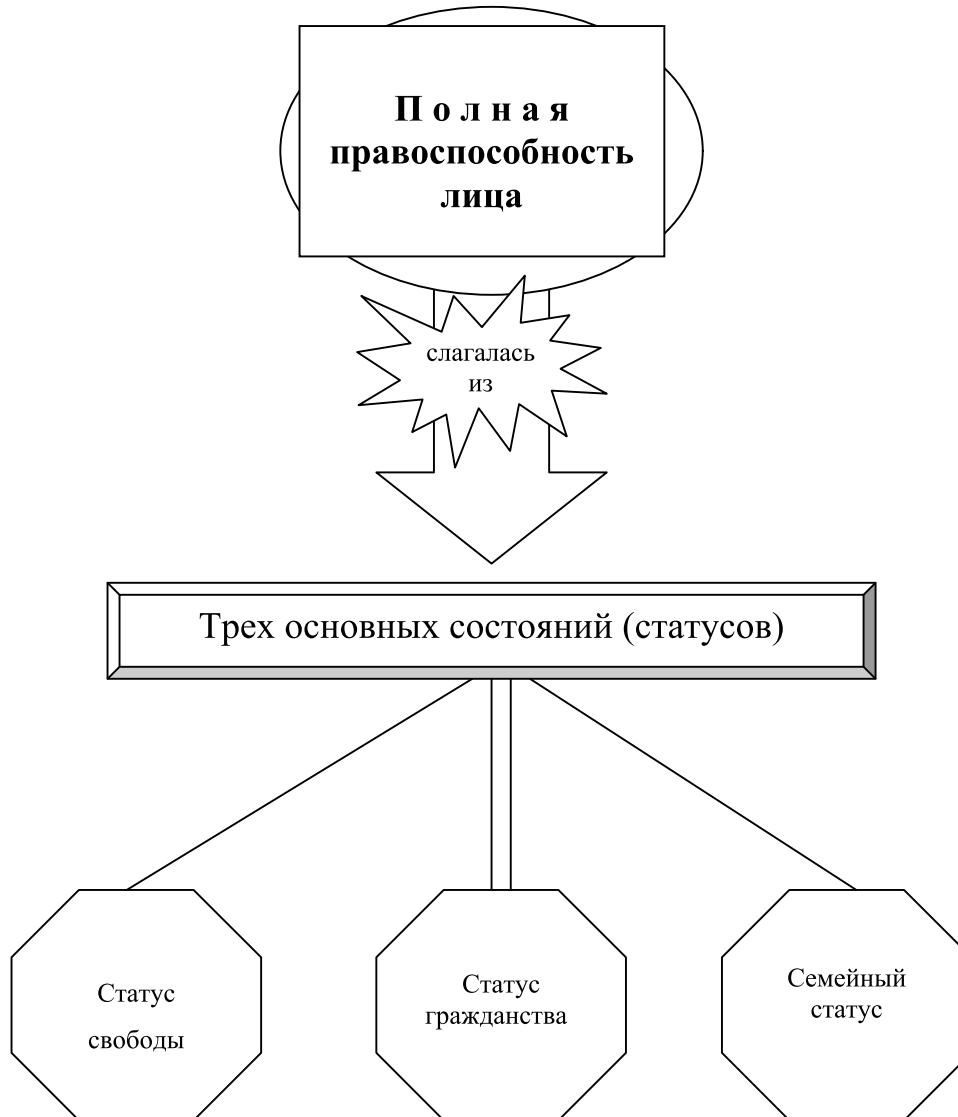 П о л н а я
правоспособность
лица
слагалась
из
Трех основных состояний (статусов)
Статус
свободы
Статус
гражданства
Семейный
статус